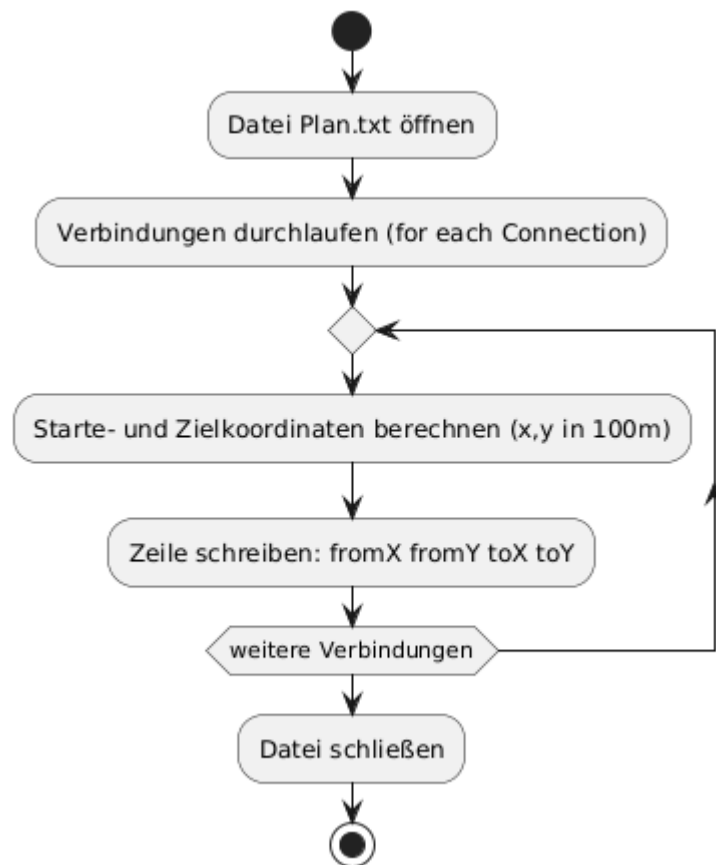 Datei Plan.txt öffnen
Verbindungen durchlaufen (for each Connection)
Starte- und Zielkoordinaten berechnen (x,y in 100m)
Zeile schreiben: fromX fromY toX toY
weitere Verbindungen
Datei schließen